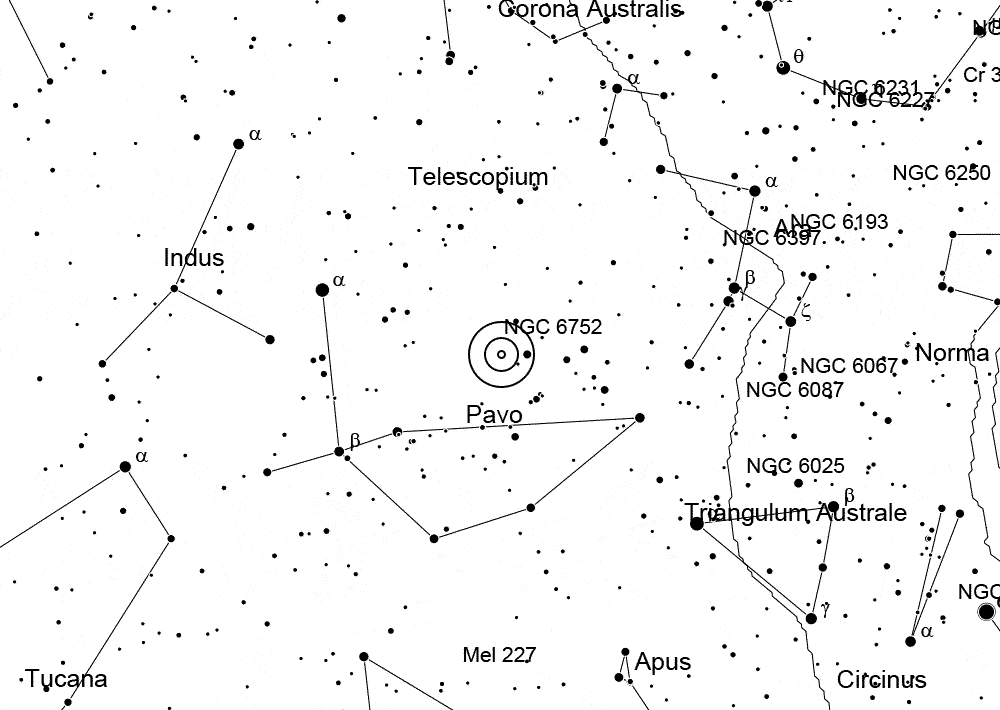 Corona Australis
α
θ
η
NGC 6231
NGC 6227
Cr 3
α
α
Telescopium
NGC 6250
α
Ara
NGC 6193
NGC 6397
Indus
α
β
γ
ζ
NGC 6752
Norma
NGC 6067
NGC 6087
Pavo
β
α
NGC 6025
β
Triangulum Australe
NGC
γ
α
Mel 227
Apus
Tucana
Circinus